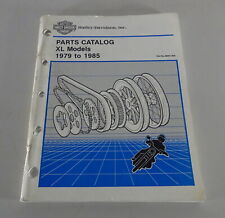 Harley-Davidson, Inc.
PARTS CATALOG
XL Models
1979 to 1985